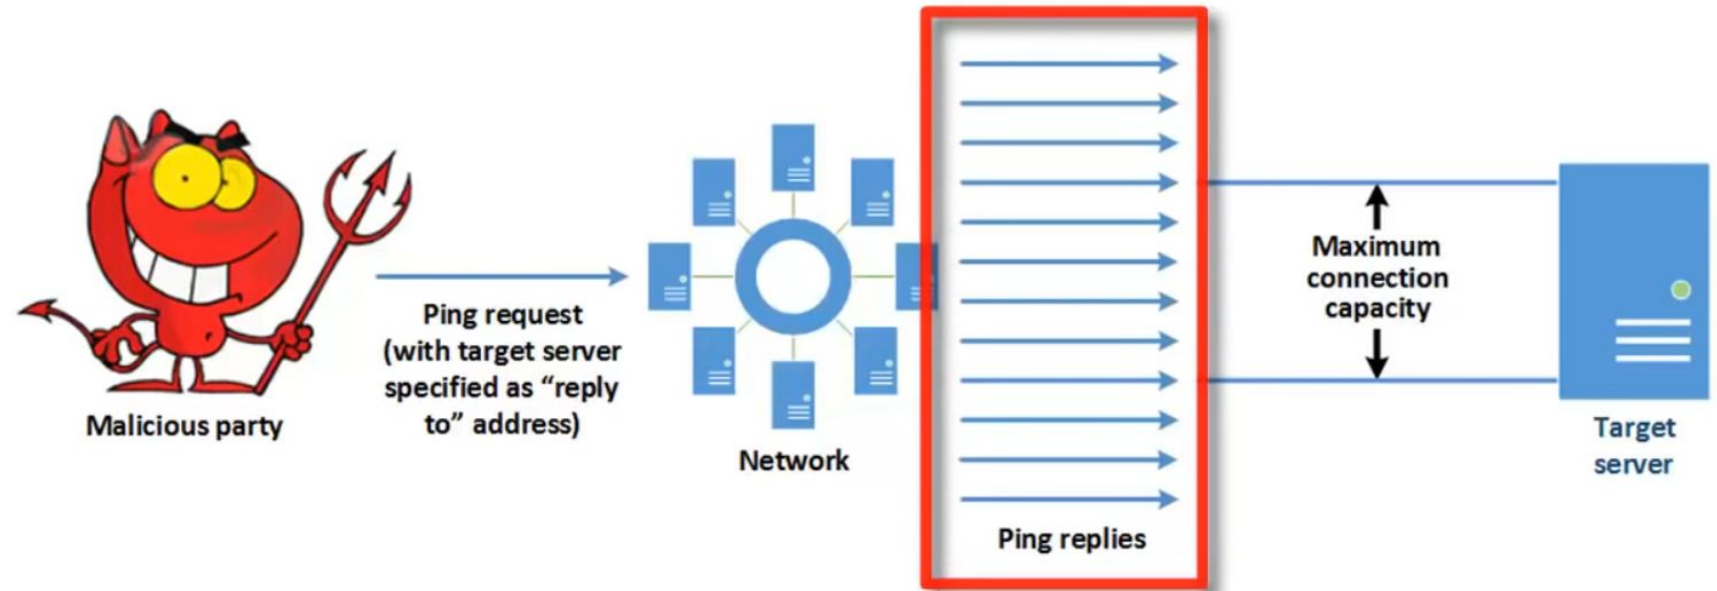 Malicious party
Ping request
(with target server
specified as “reply
to” address)
Network
Ping replies
Maximum
connection
capacity
Target
server